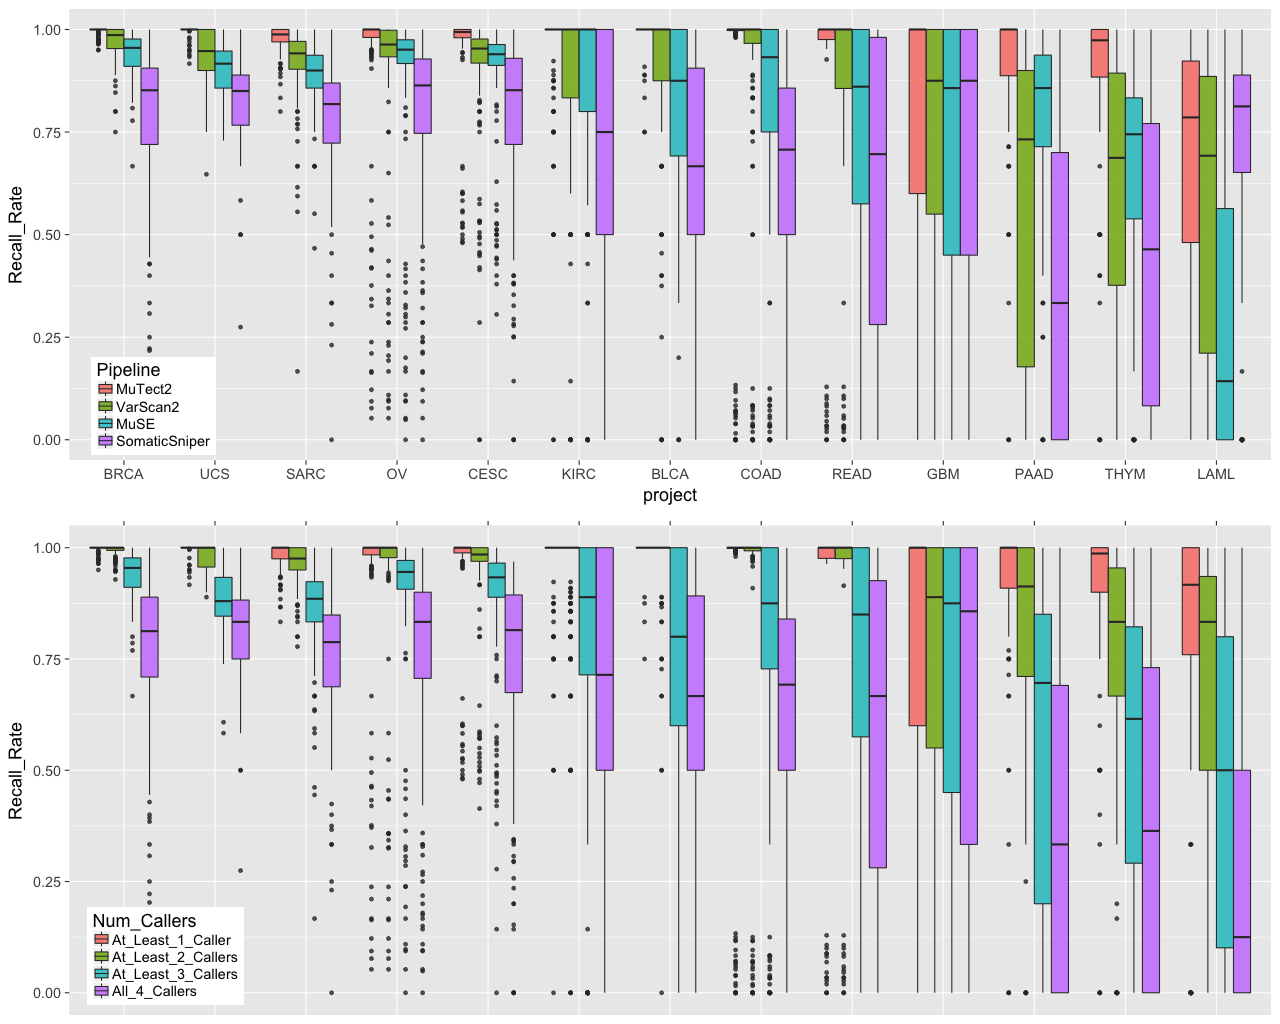 1.00
0.75
0.50
0.25
0.00
Recall_Rate
Pipeline
MuTect2
VarScan2
MuSE
SomaticSniper
BRCA UCS SARC OV CESC KIRC BLCA COAD READ GBM PAAD THYM LAML
project
1.00
0.75
0.50
0.25
0.00
Recall_Rate
Num_Callers
At_Least_1_Caller
At_Least_2_Callers
At_Least_3_Callers
All_4_Callers